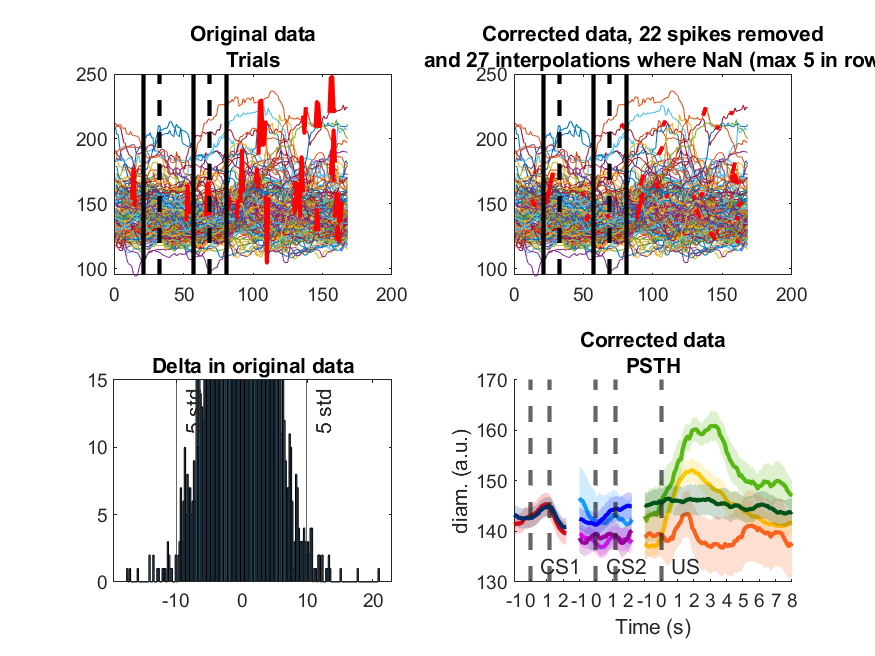 Original data
Trials
250
200
150
100
0
50
100
150
200
Corrected data, 22 spikes removed
and 27 interpolations where NaN (max 5 in row
250
200
150
100
0
50
100
150
200
Delta in original data
15
10
5
0
5 std
5 std
-10
0
10
20
Corrected data
PSTH
diam. (a.u.)
170
160
150
140
130
CS1
CS2
US
-1 0 1 2 -1 0 1 2 -1 0 1 2 3 4 5 6 7 8
Time (s)